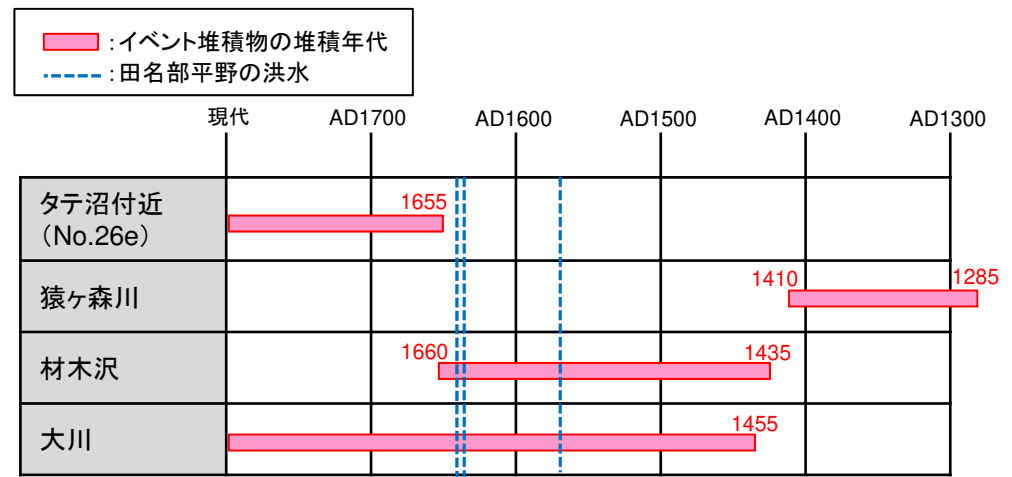 ：イベント堆積物の堆積年代
：田名部平野の洪水
現代 AD1700 AD1600 AD1500 AD1400 AD1300
タテ沼付近
（No.26e）
1655
猿ヶ森川
1410 1285
材木沢
1660 1435
大川
1455